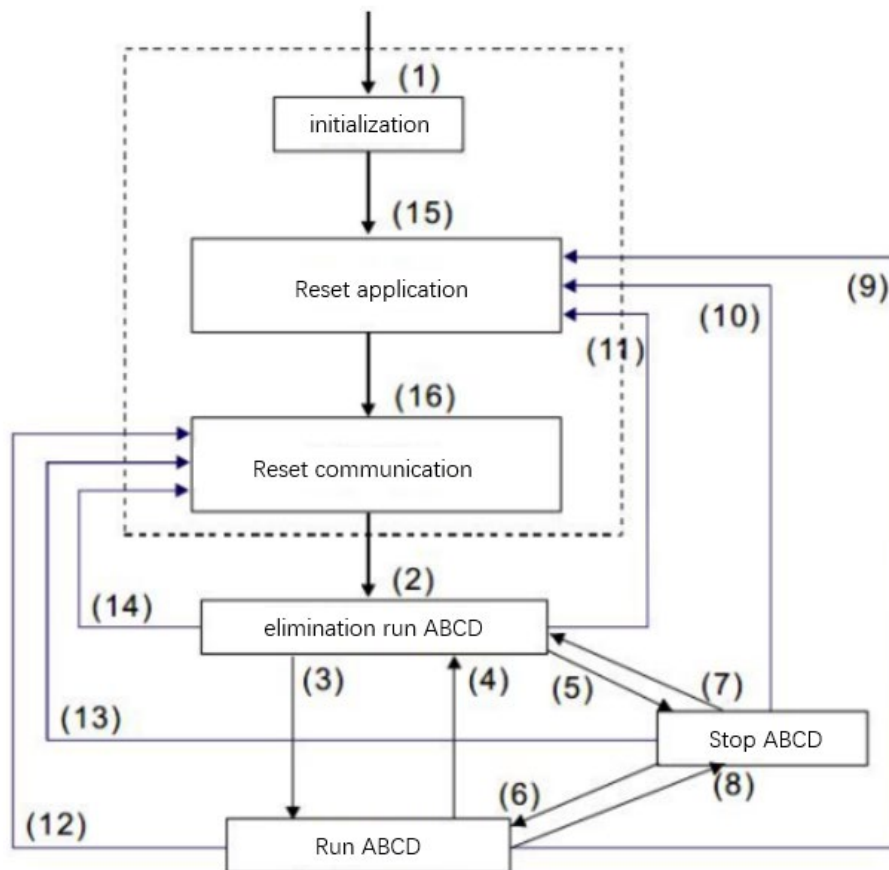 (1)
initialization
(15)
Reset application
(9)
(10)
(11)
(16)
Reset communication
(2)
(14)
elimination run ABCD
(3)
(4)
(5)
(7)
(13)
Stop ABCD
(6)
(8)
(12)
Run ABCD